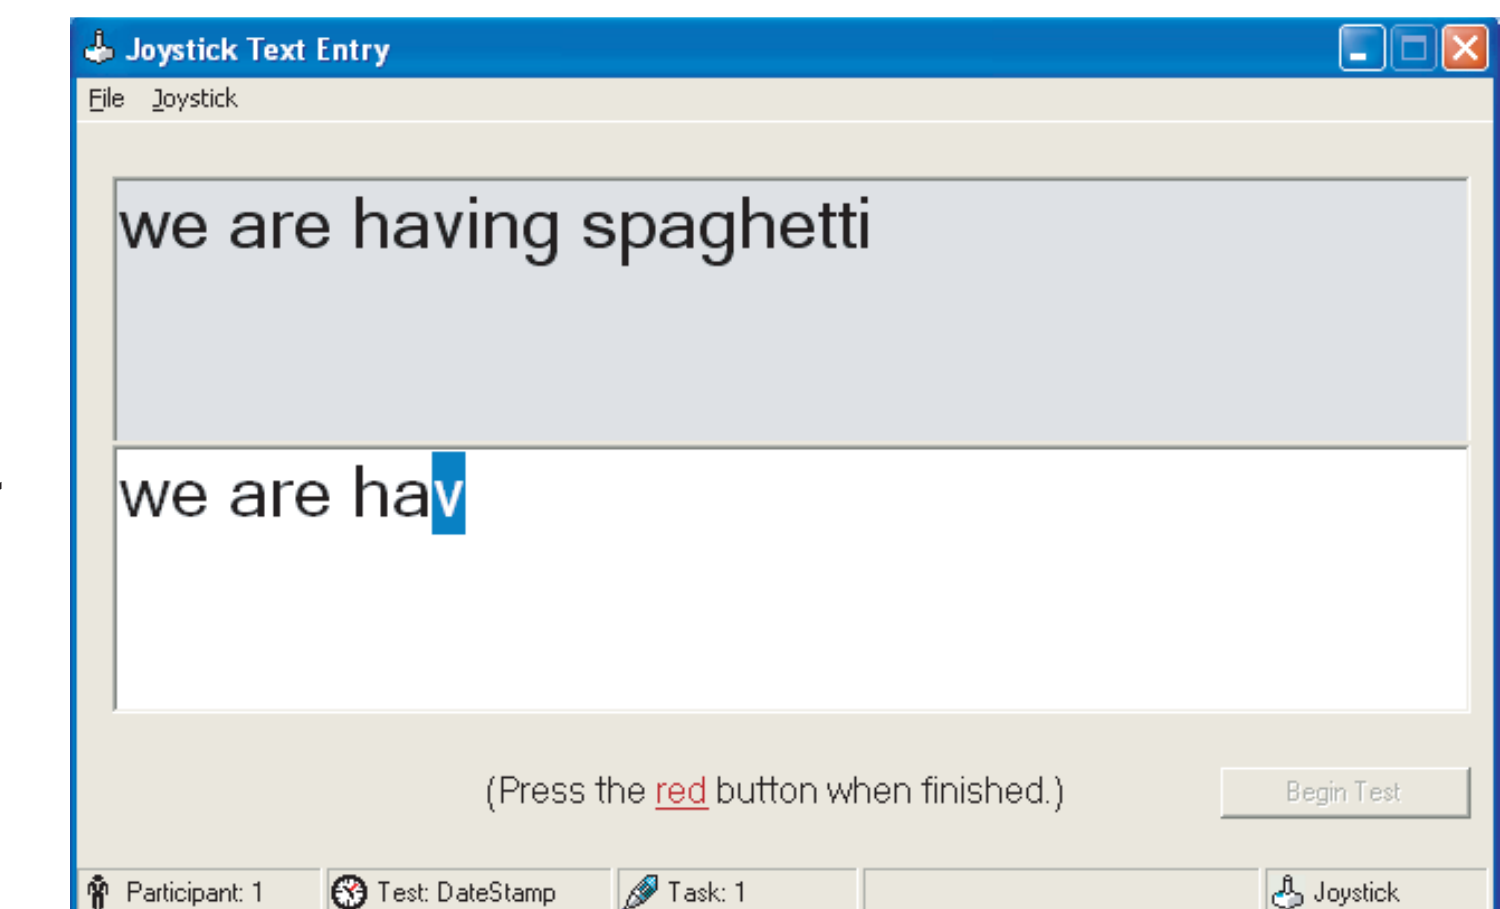 Joystick Text Entry
File Joystick
we are having spaghetti
we are hav
(Press the red button when finished.)
Begin Test
Participant: 1 Test: DateStamp Task: 1 Joystick